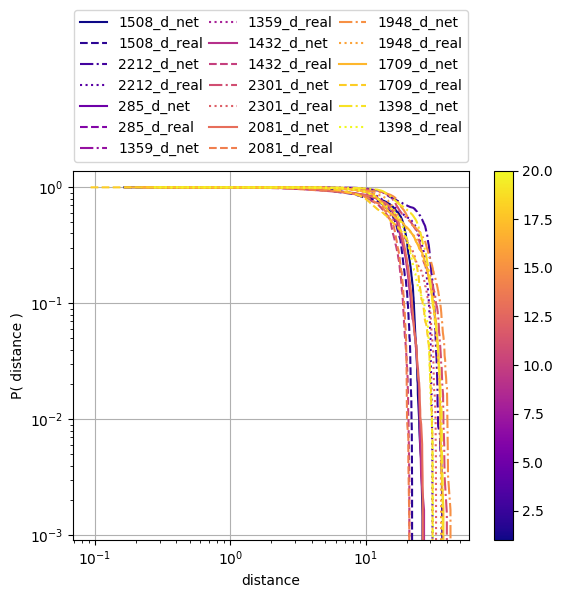 1508_d_net
1508_d_real
2212_d_net
2212_d_real
285_d_net
285_d_real
1359_d_net
1359_d_real
1432_d_net
1432_d_real
2301_d_net
2301_d_real
2081_d_net
2081_d_real
1948_d_net
1948_d_real
1709_d_net
1709_d_real
1398_d_net
1398_d_real
P( distance )
10⁰
10⁻¹
10⁻²
10⁻³
10⁻¹
10⁰
10¹
distance
20.0
17.5
15.0
12.5
10.0
7.5
5.0
2.5